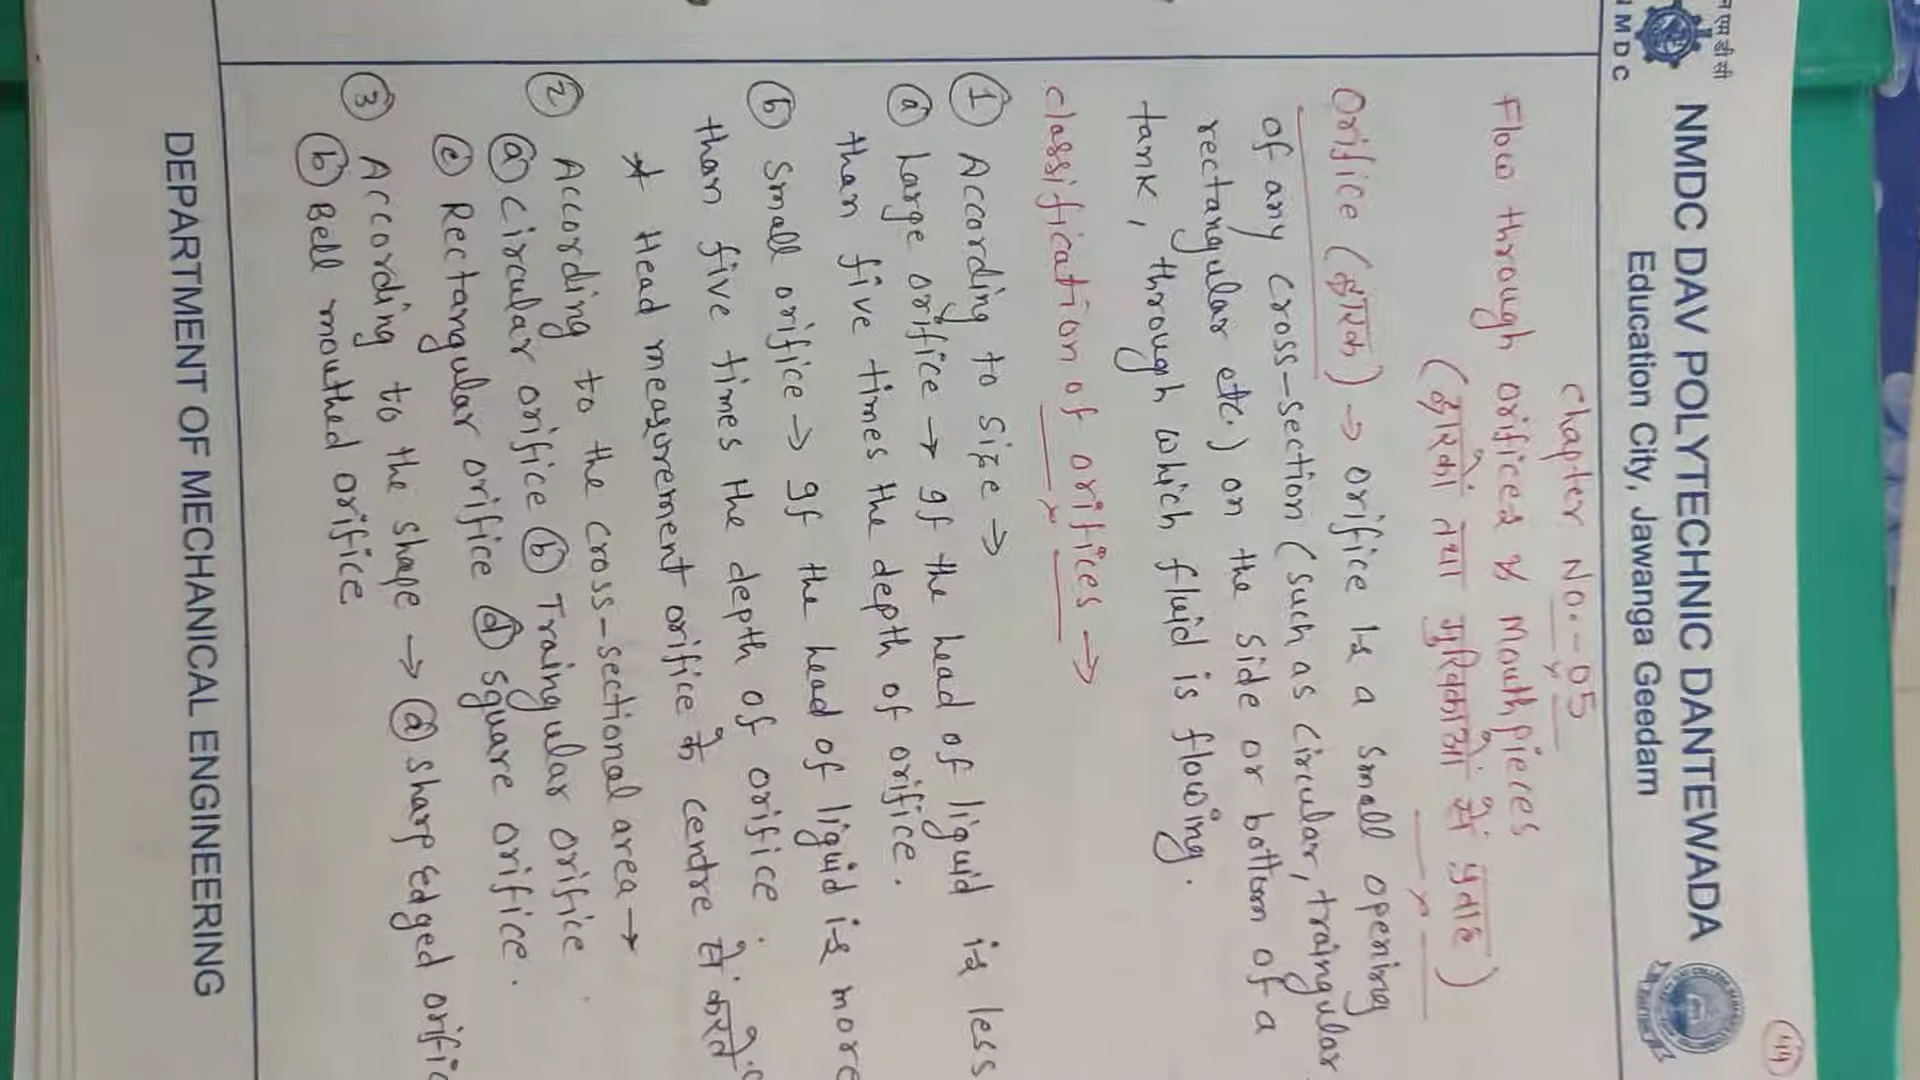 44
एन एम डी सी
NMDC
NMDC DAV POLYTECHNIC DANTEWADA
Education City, Jawanga Geedam
Chapter No. - 05
Flow through orifices & Mouthpieces
तथा से प्रवाह)
Orifice (द्वारक) → orifice is a small opening
of any cross-section (such as circular, traingular
rectangular etc.) on the side or bottom of a
tank, through which fluid is flowing.
classification of orifices →
① According to size →
ⓐ Large orifice → If the head of liquid is less
than five times the depth of orifice.
ⓑ Small orifice → If the head of liquid is more
than five times the depth of orifice.
* Head measurement orifice के centre से करते
② According to the cross-sectional area →
ⓐ circular orifice ⓑ Traingular orifice
ⓒ Rectangular orifice ⓓ square orifice.
③ According to the shape → ⓐ sharp edged orific
ⓑ Bell mouthed orifice
DEPARTMENT OF MECHANICAL ENGINEERING